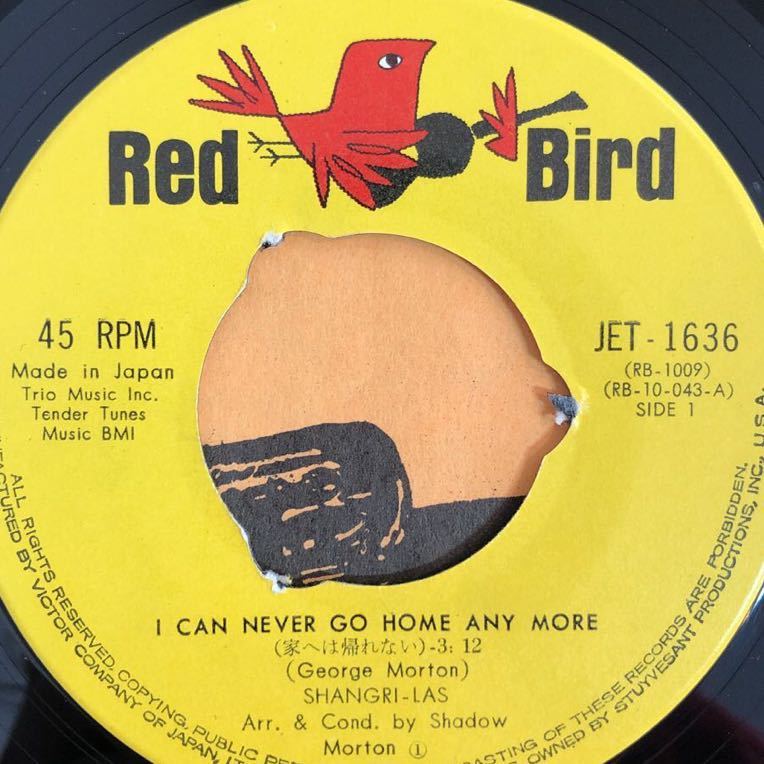 Red Bird
45 RPM
Made in Japan
Trio Music Inc.
Tender Tunes
Music BMI
JET-1636
(RB-1009)
(RB-10-043-A)
SIDE 1
I CAN NEVER GO HOME ANY MORE
(家へは帰れない)-3:12
(George Morton)
SHANGRI-LAS
Arr. & Cond. by Shadow
Morton ①
ALL RIGHTS RESERVED, COPYING, PUBLIC
BY VICTOR COMPANY OF JAPAN,
OF THESE RECORDS ARE FORBIDDEN.
OWNED BY STUYVESANT PRODUCTIONS, INC., U.S.A.